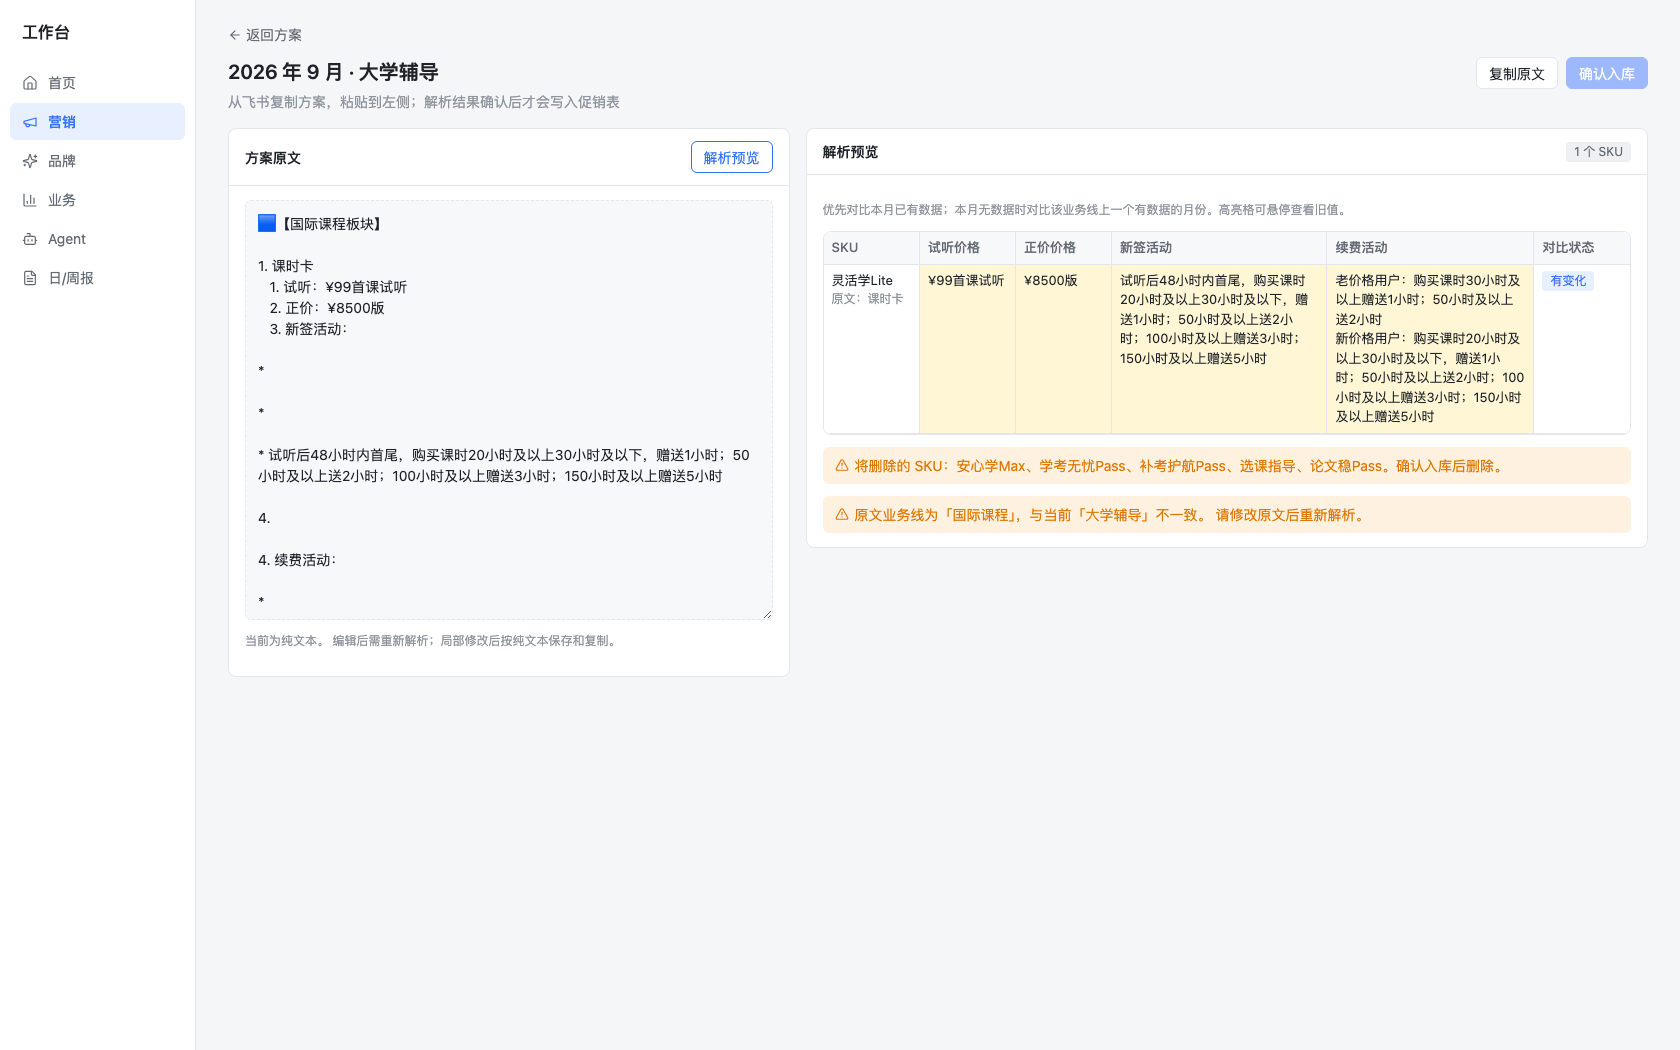 工作台
首页
营销
品牌
业务
Agent
日/周报
返回方案
2026 年 9 月 · 大学辅导
从飞书复制方案，粘贴到左侧；解析结果确认后才会写入促销表
复制原文
确认入库
方案原文
解析预览
🟦【国际课程板块】
1. 课时卡
1. 试听：¥99首课试听
2. 正价：¥8500版
3. 新签活动：
*
*
* 试听后48小时内首尾，购买课时20小时及以上30小时及以下，赠送1小时；50
小时及以上送2小时；100小时及以上赠送3小时；150小时及以上赠送5小时
4.
4. 续费活动：
*
当前为纯文本。 编辑后需重新解析；局部修改后按纯文本保存和复制。
解析预览
1 个 SKU
优先对比本月已有数据；本月无数据时对比该业务线上一个有数据的月份。高亮格可悬停查看旧值。
SKU
试听价格
正价价格
新签活动
续费活动
对比状态
灵活学Lite
原文：课时卡
¥99首课试听
¥8500版
试听后48小时内首尾，购买课时
20小时及以上30小时及以下，赠
送1小时；50小时及以上送2小
时；100小时及以上赠送3小时；
150小时及以上赠送5小时
老价格用户：购买课时30小时及
以上赠送1小时；50小时及以上
送2小时
新价格用户：购买课时20小时及
以上30小时及以下，赠送1小
时；50小时及以上送2小时；100
小时及以上赠送3小时；150小时
及以上赠送5小时
有变化
将删除的 SKU：安心学Max、学考无忧Pass、补考护航Pass、选课指导、论文稳Pass。确认入库后删除。
原文业务线为「国际课程」，与当前「大学辅导」不一致。 请修改原文后重新解析。